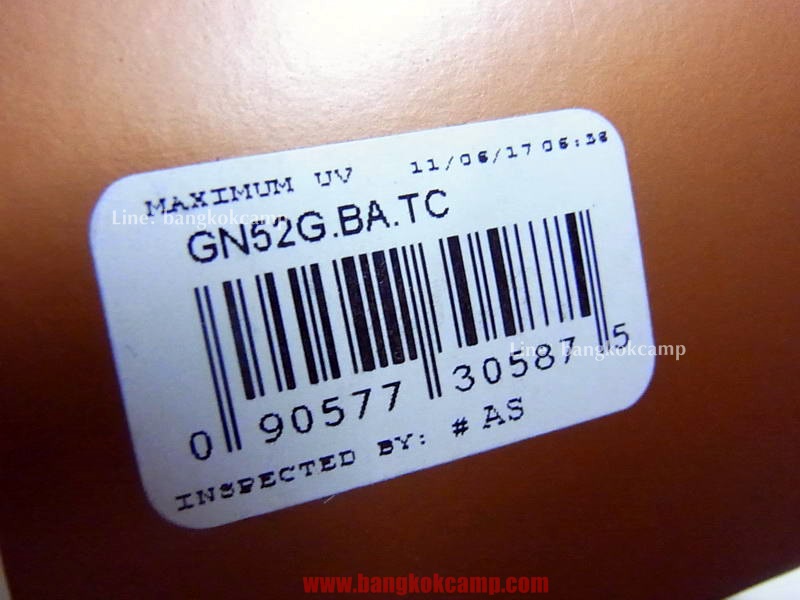 MAXIMUM UV 11/06/17 06:36
Line: bangkokcamp
GN52G.BA.TC
Line: bangkokcamp
0 90577 30587 5
INSPECTED BY: # AS
www.bangkokcamp.com